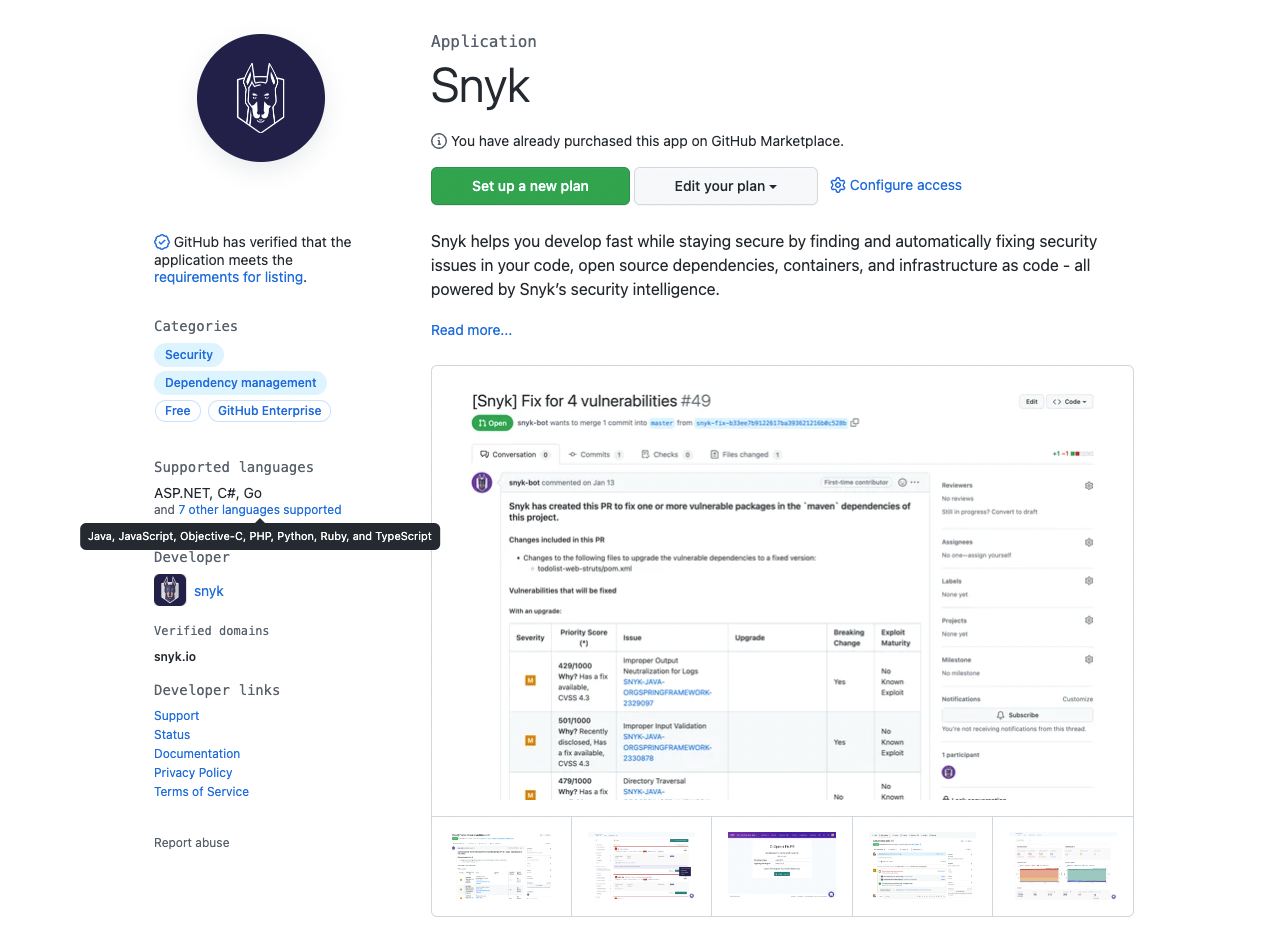 Application
Snyk
You have already purchased this app on GitHub Marketplace.
Set up a new plan
Edit your plan
Configure access
GitHub has verified that the
application meets the
requirements for listing.
Snyk helps you develop fast while staying secure by finding and automatically fixing security
issues in your code, open source dependencies, containers, and infrastructure as code - all
powered by Snyk’s security intelligence.
Read more...
Categories
Security
Dependency management
Free
GitHub Enterprise
Supported languages
ASP.NET, C#, Go
and 7 other languages supported
Java, JavaScript, Objective-C, PHP, Python, Ruby, and TypeScript
Developer
snyk
Verified domains
snyk.io
Developer links
Support
Status
Documentation
Privacy Policy
Terms of Service
Report abuse
[Snyk] Fix for 4 vulnerabilities #49
Edit
Code
Open
snyk-bot wants to merge 1 commit into master from snyk-fix-b33ee7b9122617ba393621216b0c528b
Conversation 0
Commits 1
Checks 0
Files changed 1
+1 −1
snyk-bot commented on Jan 13
First-time contributor
Snyk has created this PR to fix one or more vulnerable packages in the `maven` dependencies of
this project.
Changes included in this PR
• Changes to the following files to upgrade the vulnerable dependencies to a fixed version:
todolist-web-struts/pom.xml
Vulnerabilities that will be fixed
With an upgrade:
Severity
Priority Score
(*)
Issue
Upgrade
Breaking
Change
Exploit
Maturity
M
429/1000
Why? Has a fix
available,
CVSS 4.3
Improper Output
Neutralization for Logs
SNYK-JAVA-
ORGSPRINGFRAMEWORK-
2329097
Yes
No
Known
Exploit
M
501/1000
Why? Recently
disclosed, Has
a fix available,
CVSS 4.3
Improper Input Validation
SNYK-JAVA-
ORGSPRINGFRAMEWORK-
2330878
Yes
No
Known
Exploit
M
479/1000
Why? Has a fix
Directory Traversal
SNYK-JAVA-
ORGSPRINGFRAMEWORK-
No
No
Known
Reviewers
No reviews
Still in progress? Convert to draft
Assignees
No one—assign yourself
Labels
None yet
Projects
None yet
Milestone
No milestone
Notifications
Customize
Subscribe
You're not receiving notifications from this thread.
1 participant
Lock conversation